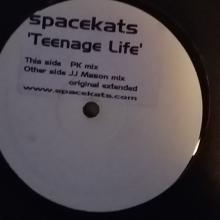 spacekats
'Teenage Life'
This side PK mix
Other side JJ Mason mix
original extended
www.spacekats.com